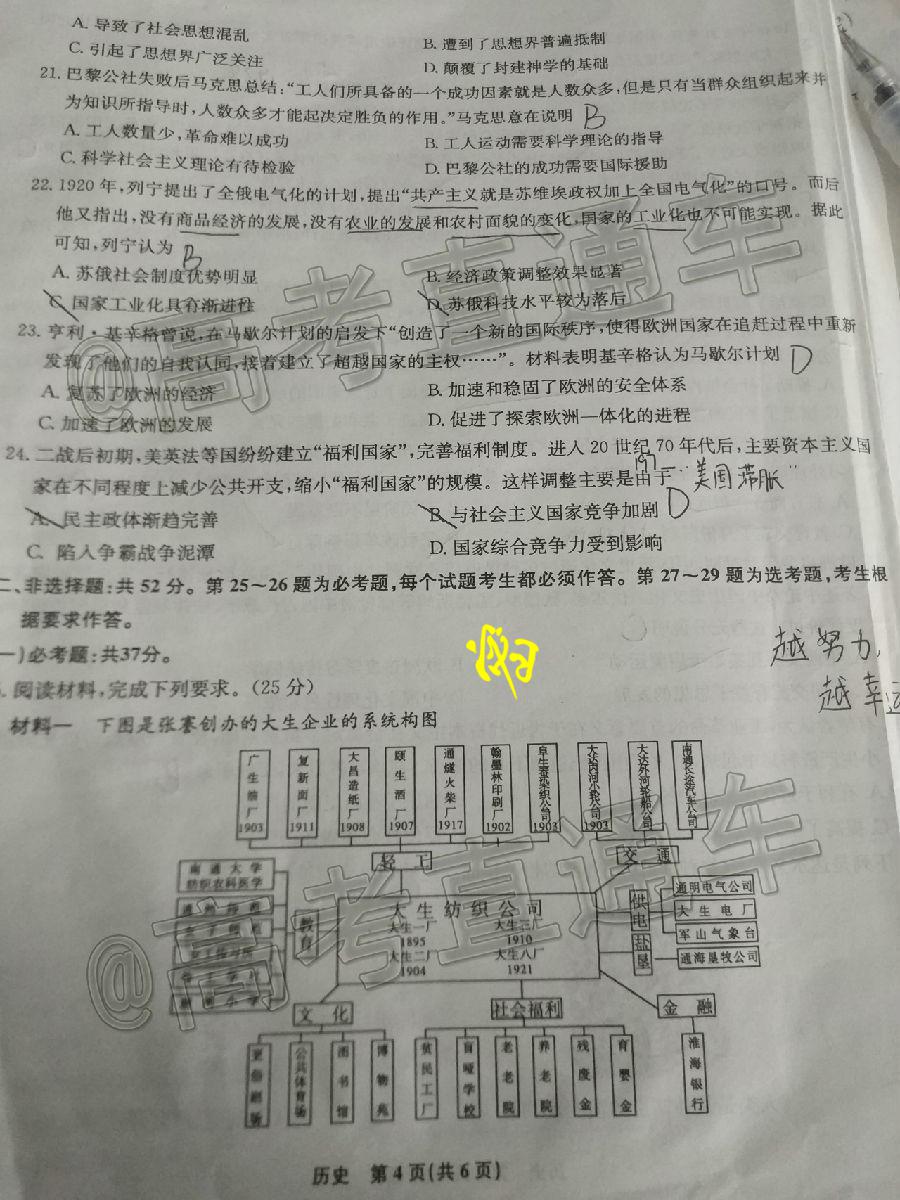 A. 导致了社会思想混乱
B. 遭到了思想界普遍抵制
C. 引起了思想界广泛关注
D. 颠覆了封建神学的基础
21. 巴黎公社失败后马克思总结:“工人们所具备的一个成功因素就是人数众多,但是只有当群众组织起来并
为知识所指导时,人数众多才能起决定胜负的作用。”马克思意在说明 B
A. 工人数量少,革命难以成功
B. 工人运动需要科学理论的指导
C. 科学社会主义理论有待检验
D. 巴黎公社的成功需要国际援助
22. 1920 年,列宁提出了全俄电气化的计划,提出“共产主义就是苏维埃政权加上全国电气化”的口号。而后
他又指出,没有商品经济的发展,没有农业的发展和农村面貌的变化,国家的工业化也不可能实现。据此
可知,列宁认为 B
A. 苏俄社会制度优势明显
B. 经济政策调整效果显著
C. 国家工业化具有渐进性
D. 苏俄科技水平较为落后
23. 亨利·基辛格曾说,在马歇尔计划的启发下“创造了一个新的国际秩序,使得欧洲国家在追赶过程中重新
发现了他们的自我认同,接着建立了超越国家的主权……”。材料表明基辛格认为马歇尔计划 D
A. 复苏了欧洲的经济
B. 加速和稳固了欧洲的安全体系
C. 加速了欧洲的发展
D. 促进了探索欧洲一体化的进程
24. 二战后初期,美英法等国纷纷建立“福利国家”,完善福利制度。进入 20 世纪 70 年代后,主要资本主义国
家在不同程度上减少公共开支,缩小“福利国家”的规模。这样调整主要是由于 “美国滞胀”
A. 民主政体渐趋完善
B. 与社会主义国家竞争加剧 D
C. 陷入争霸战争泥潭
D. 国家综合竞争力受到影响
二、非选择题:共 52 分。第 25～26 题为必考题,每个试题考生都必须作答。第 27～29 题为选考题,考生根
据要求作答。
一)必考题:共37分。
越努力,
越幸运
. 阅读材料,完成下列要求。(25 分)
材料一 下图是张謇创办的大生企业的系统构图
广生油厂 1903
复新面厂 1911
大昌造纸厂 1908
颐生酒厂 1907
通燧火柴厂 1917
翰墨林印刷厂 1902
阜生蚕染织公司 1903
大达内河小轮公司 1903
大达外河轮船公司
南通长途汽车公司
轻工
交通
南通大学
纺织农科医学
教育
大生纺织公司
大生一厂 1895
大生三厂 1910
大生二厂 1904
大生八厂 1921
供电
盐垦
通明电气公司
大生电厂
军山气象台
通海垦牧公司
文化
社会福利
金融
更俗剧场
公共体育场
图书馆
博物苑
贫民工厂
盲哑学校
老老院
养老院
残废金
育婴金
淮海银行
历史 第 4 页(共 6 页)
@高考直通车
@高考直通车